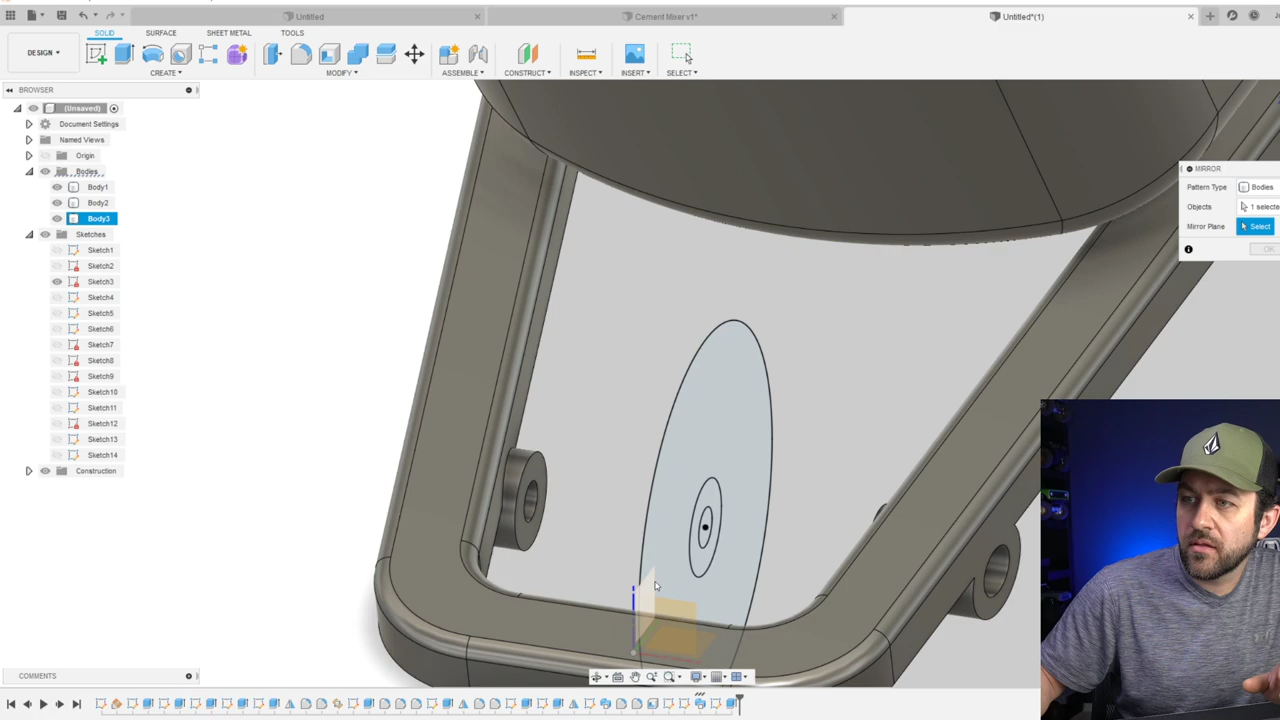 Untitled
Cement Mixer v1*
Untitled*(1)
SOLID
SURFACE
SHEET METAL
TOOLS
DESIGN
CREATE
MODIFY
ASSEMBLE
CONSTRUCT
INSPECT
INSERT
SELECT
BROWSER
(Unsaved)
Document Settings
Named Views
Origin
Bodies
Body1
Body2
Body3
Sketches
Sketch1
Sketch2
Sketch3
Sketch4
Sketch5
Sketch6
Sketch7
Sketch8
Sketch9
Sketch10
Sketch11
Sketch12
Sketch13
Sketch14
Construction
MIRROR
Pattern Type Bodies
Objects 1 selecte
Mirror Plane Select
OK
COMMENTS